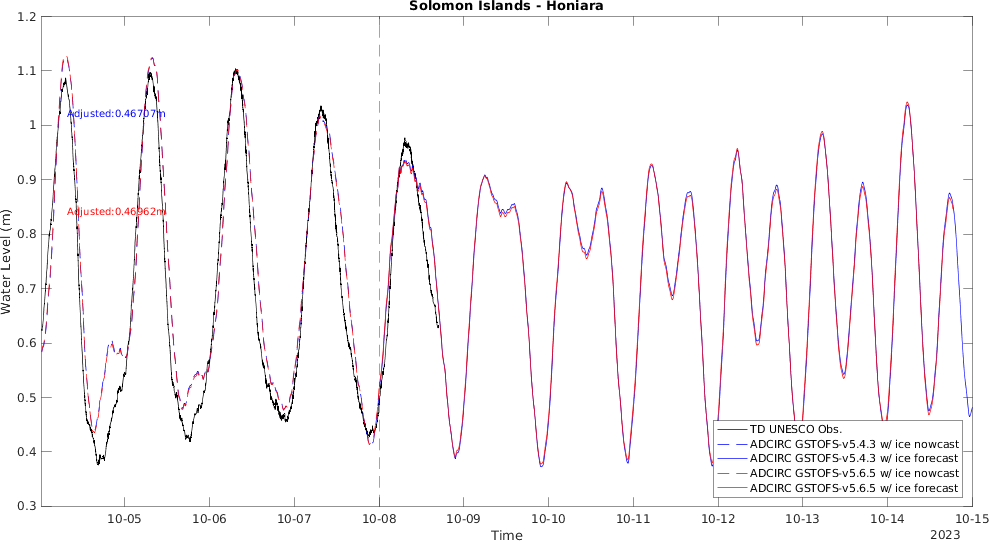 Solomon Islands - Honiara
1.2
1.1
1
0.9
0.8
0.7
0.6
0.5
0.4
0.3
Water Level (m)
Adjusted:0.46707m
Adjusted:0.46962m
TD UNESCO Obs.
ADCIRC GSTOFS-v5.4.3 w/ ice nowcast
ADCIRC GSTOFS-v5.4.3 w/ ice forecast
ADCIRC GSTOFS-v5.6.5 w/ ice nowcast
ADCIRC GSTOFS-v5.6.5 w/ ice forecast
10-05 10-06 10-07 10-08 10-09 10-10 10-11 10-12 10-13 10-14 10-15
Time
2023